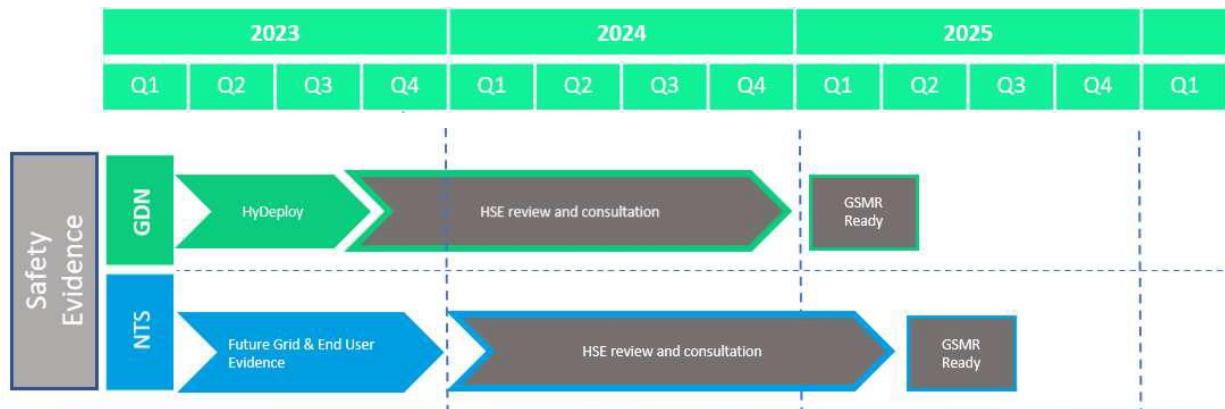 2023 2024 2025
Q1 Q2 Q3 Q4 Q1 Q2 Q3 Q4 Q1 Q2 Q3 Q4 Q1
Safety
Evidence
GDN
HyDeploy
HSE review and consultation
GSMR
Ready
NTS
Future Grid & End User
Evidence
HSE review and consultation
GSMR
Ready